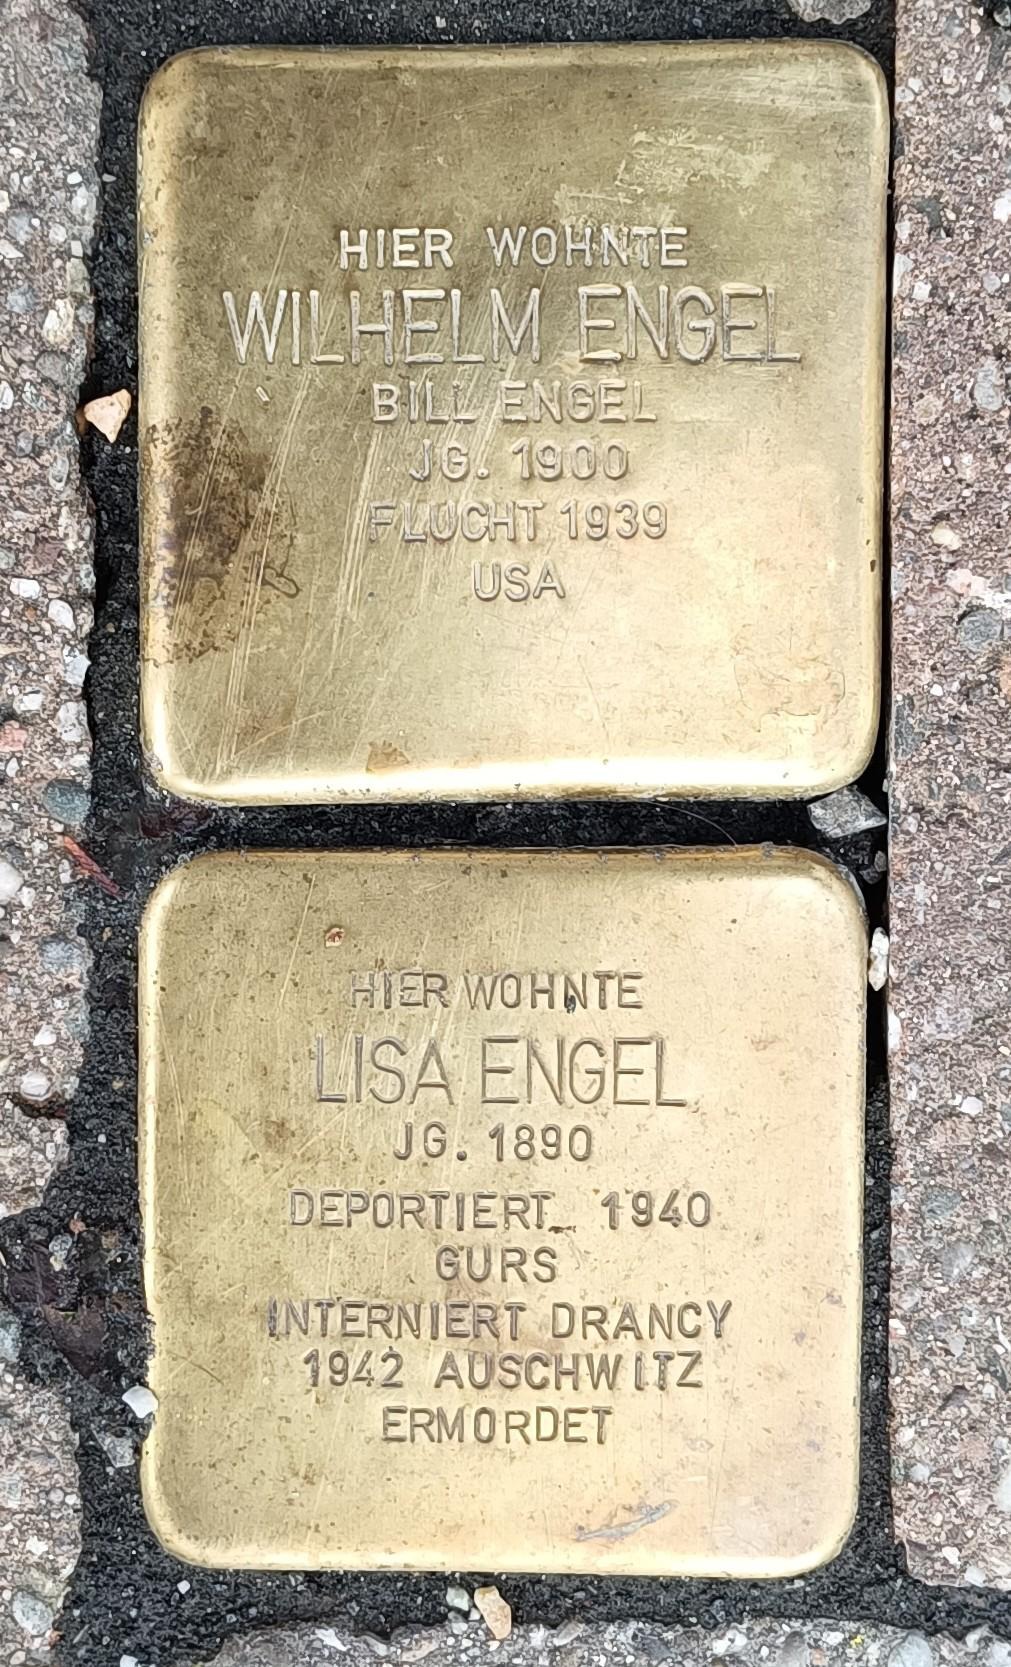 HIER WOHNTE
WILHELM ENGEL
BILL ENGEL
JG. 1900
FLUCHT 1939
USA
HIER WOHNTE
LISA ENGEL
JG. 1890
DEPORTIERT 1940
GURS
INTERNIERT DRANCY
1942 AUSCHWITZ
ERMORDET